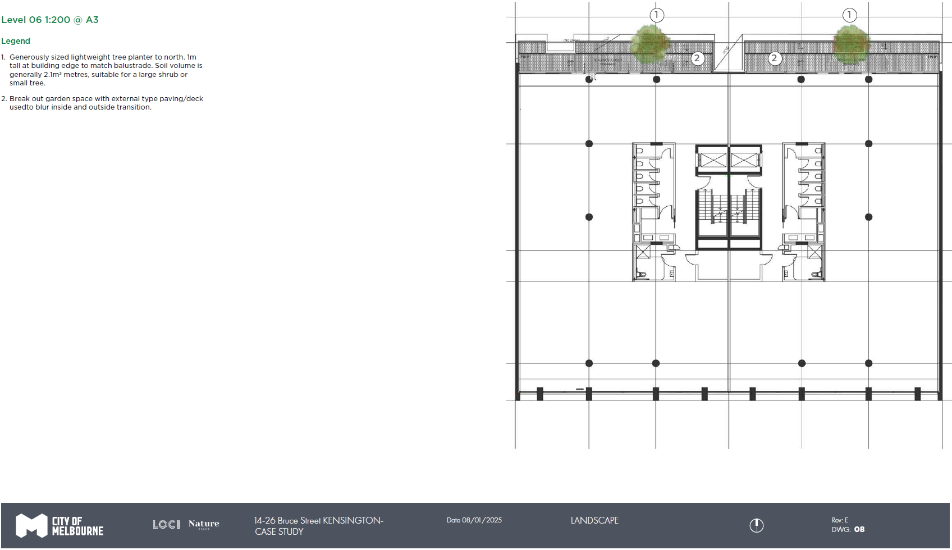 Level 06 1:200 @ A3
Legend
1. Generously sized lightweight tree planter to north, 1m
tall at building edge to match balustrade. Soil volume is
generally 2.1m² metres, suitable for a large shrub or
small tree.
2. Break out garden space with external type paving/deck
usedto blur inside and outside transition.
1
1
2
2
CITY OF
MELBOURNE
LOCI
Nature
14-26 Bruce Street KENSINGTON-
CASE STUDY
Date 08/01/2025
LANDSCAPE
Rev: E
DWG. 08